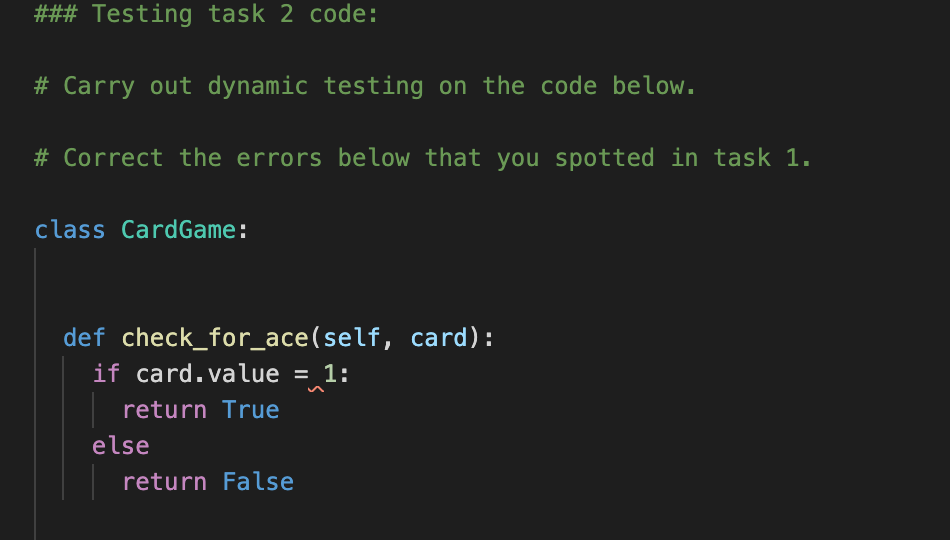 ### Testing task 2 code:
# Carry out dynamic testing on the code below.
# Correct the errors below that you spotted in task 1.
class CardGame:
def check_for_ace(self, card):
if card.value = 1:
return True
else
return False